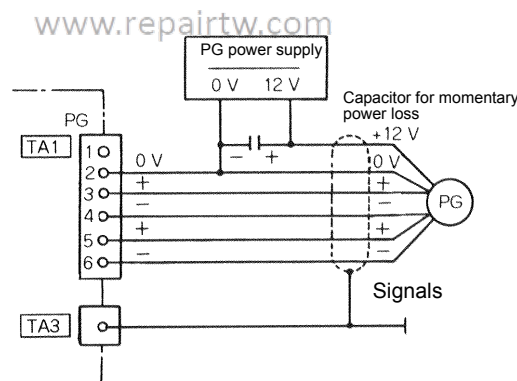 www.repairtw.com
PG power supply
0 V 12 V
Capacitor for momentary
power loss
PG
+12 V
TA1
1
− +
2 0 V 0 V
3 + +
PG
4 − −
5 + +
6 − −
Signals
TA3